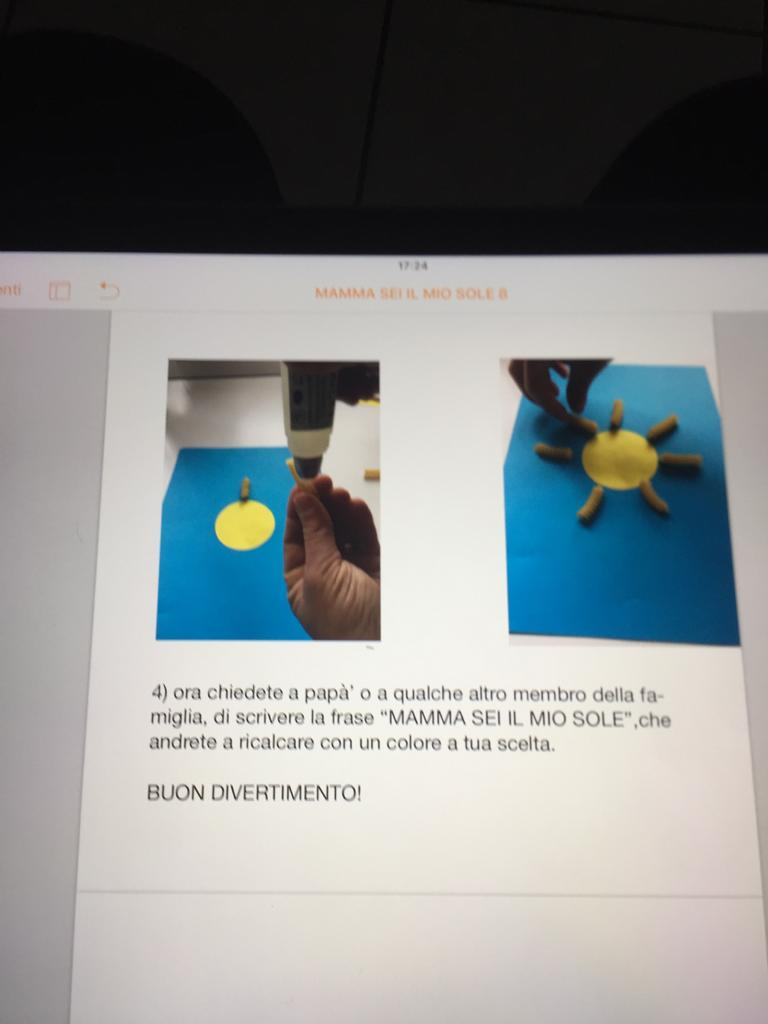 17:24
enti
MAMMA SEI IL MIO SOLE 8
4) ora chiedete a papà' o a qualche altro membro della fa-
miglia, di scrivere la frase “MAMMA SEI IL MIO SOLE”,che
andrete a ricalcare con un colore a tua scelta.
BUON DIVERTIMENTO!